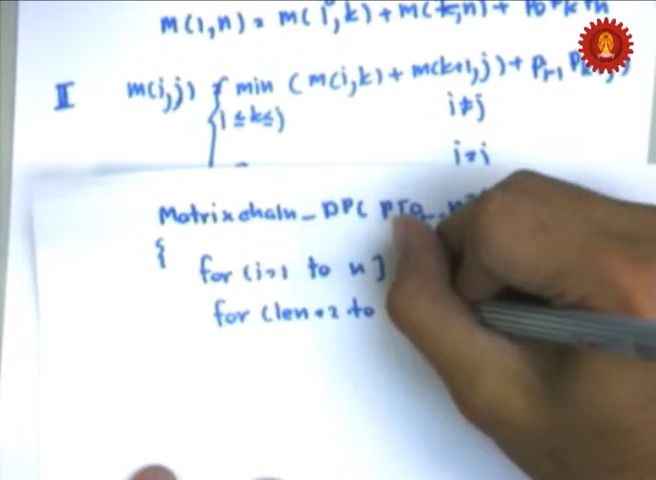 m(1,n) = m(1,k) + m(k,n) +
II m(i,j) { min (m(i,k) + m(k+1,j) + Pi-1
1 ≤ k ≤ j i≠j
i=j
Matrixchain_DP(
{
for (i=1 to n]
for (len=2 to